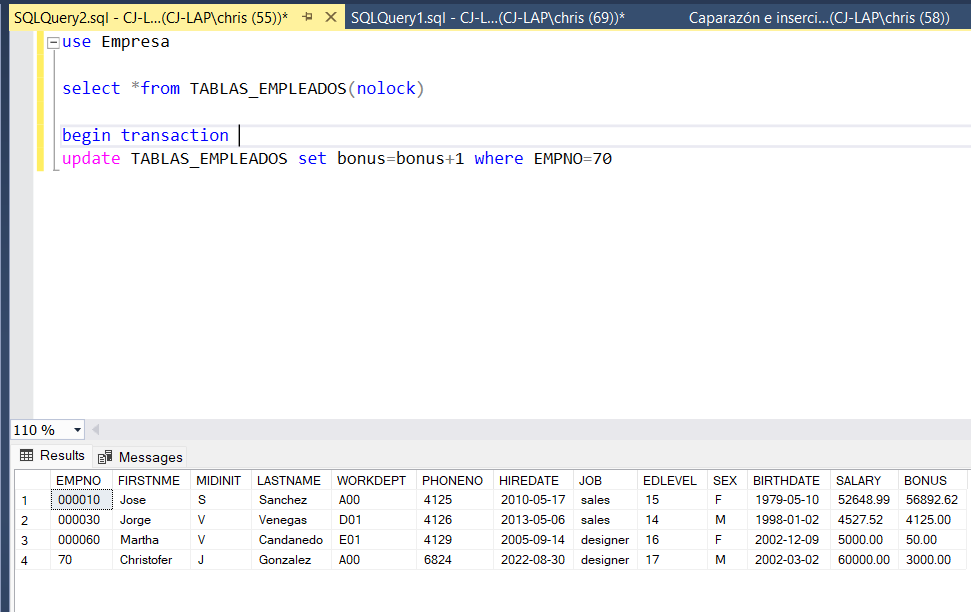 SQLQuery2.sql - CJ-L...(CJ-LAP\chris (55))* SQLQuery1.sql - CJ-L...(CJ-LAP\chris (69))* Caparazón e inserci...(CJ-LAP\chris (58))
use Empresa
select *from TABLAS_EMPLEADOS(nolock)
begin transaction
update TABLAS_EMPLEADOS set bonus=bonus+1 where EMPNO=70
110 %
Results Messages
EMPNO FIRSTNME MIDINIT LASTNAME WORKDEPT PHONENO HIREDATE JOB EDLEVEL SEX BIRTHDATE SALARY BONUS
1 000010 Jose S Sanchez A00 4125 2010-05-17 sales 15 F 1979-05-10 52648.99 56892.62
2 000030 Jorge V Venegas D01 4126 2013-05-06 sales 14 M 1998-01-02 4527.52 4125.00
3 000060 Martha V Candanedo E01 4129 2005-09-14 designer 16 F 2002-12-09 5000.00 50.00
4 70 Christofer J Gonzalez A00 6824 2022-08-30 designer 17 M 2002-03-02 60000.00 3000.00